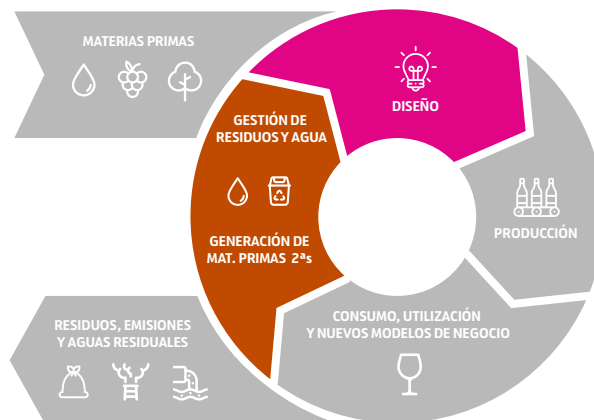 MATERIAS PRIMAS
DISEÑO
GESTIÓN DE
RESIDUOS Y AGUA
GENERACIÓN DE
MAT. PRIMAS 2ªs
PRODUCCIÓN
CONSUMO, UTILIZACIÓN
Y NUEVOS MODELOS DE NEGOCIO
RESIDUOS, EMISIONES
Y AGUAS RESIDUALES